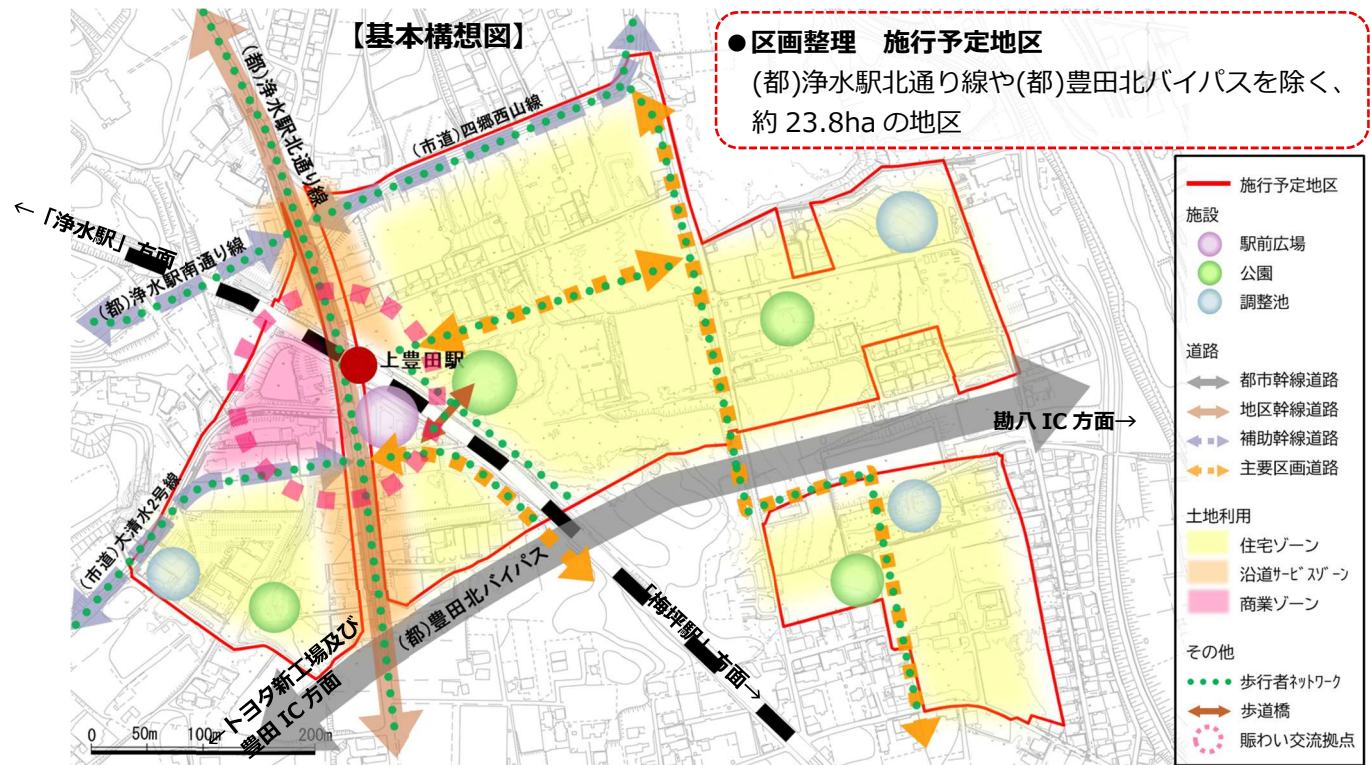 【基本構想図】
●区画整理　施行予定地区
(都)浄水駅北通り線や(都)豊田北バイパスを除く、
約 23.8ha の地区
(都)浄水駅北通り線
(市道)四郷西山線
←「浄水駅」方面
(都)浄水駅南通り線
上豊田駅
勘八 IC 方面→
(市道)大清水2号線
(都)豊田北バイパス
「梅坪駅」方面→
←トヨタ新工場及び
豊田 IC 方面
0 50m 100m 200m
施行予定地区
施設
駅前広場
公園
調整池
道路
都市幹線道路
地区幹線道路
補助幹線道路
主要区画道路
土地利用
住宅ゾーン
沿道サービスゾーン
商業ゾーン
その他
歩行者ネットワーク
歩道橋
賑わい交流拠点